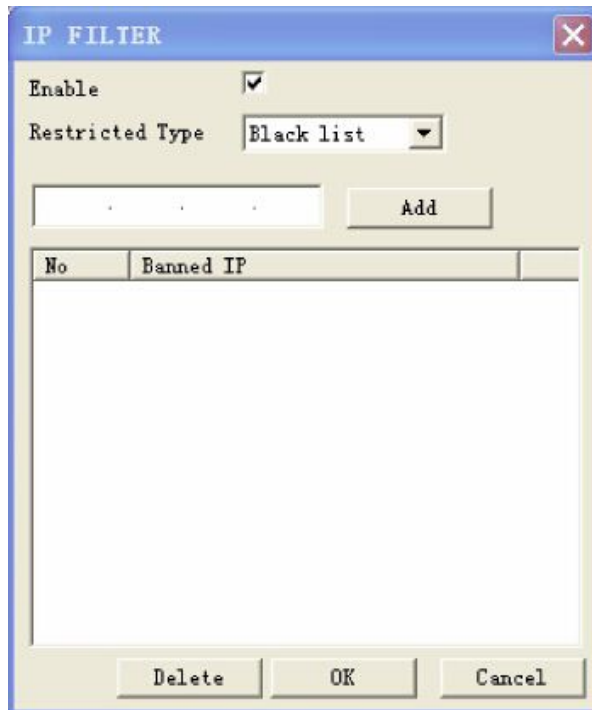 IP FILTER
Enable
Restricted Type Black list
. . . Add
No Banned IP
Delete OK Cancel